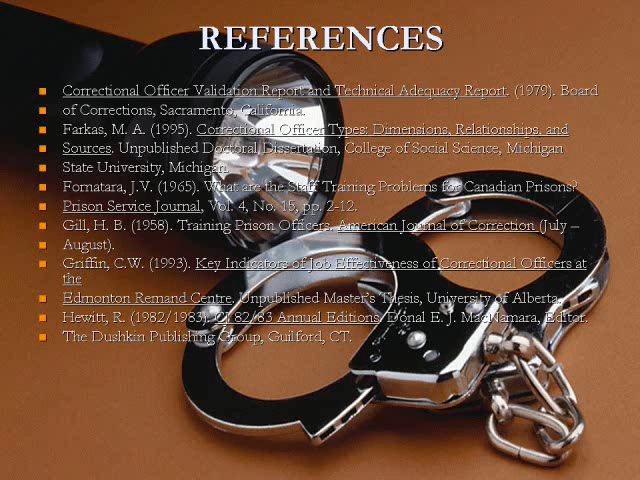 REFERENCES
Correctional Officer Validation Report and Technical Adequacy Report. (1979). Board
of Corrections, Sacramento, California.
Farkas, M. A. (1995). Correctional Officer Types: Dimensions, Relationships, and
Sources. Unpublished Doctoral Dissertation, College of Social Science, Michigan
State University, Michigan.
Fornatara, J.V. (1965). What are the Staff Training Problems for Canadian Prisons?
Prison Service Journal, Vol. 4, No. 15, pp. 2-12.
Gill, H. B. (1958). Training Prison Officers. American Journal of Correction (July –
August).
Griffin, C.W. (1993). Key Indicators of Job Effectiveness of Correctional Officers at
the
Edmonton Remand Centre. Unpublished Master's Thesis, University of Alberta.
Hewitt, R. (1982/1983). CJ 82/83 Annual Editions. Donal E. J. MacNamara, Editor.
The Dushkin Publishing Group, Guilford, CT.